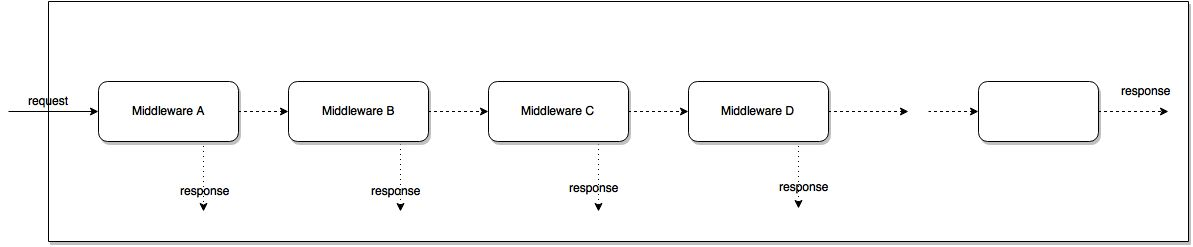 request
Middleware A
Middleware B
Middleware C
Middleware D
response
response
response
response
response